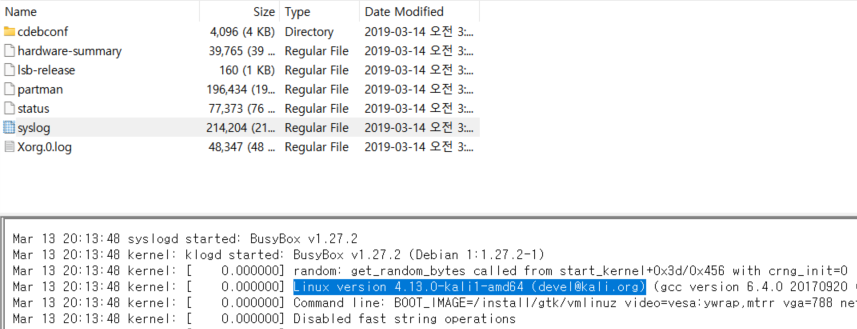 Name Size Type Date Modified
cdebconf 4,096 (4 KB) Directory 2019-03-14 오전 3:...
hardware-summary 39,765 (39 ... Regular File 2019-03-14 오전 3:...
lsb-release 160 (1 KB) Regular File 2019-03-14 오전 3:...
partman 196,434 (19... Regular File 2019-03-14 오전 3:...
status 77,373 (76 ... Regular File 2019-03-14 오전 3:...
syslog 214,204 (21... Regular File 2019-03-14 오전 3:...
Xorg.0.log 48,347 (48 ... Regular File 2019-03-14 오전 3:...
Mar 13 20:13:48 syslogd started: BusyBox v1.27.2
Mar 13 20:13:48 kernel: klogd started: BusyBox v1.27.2 (Debian 1:1.27.2-1)
Mar 13 20:13:48 kernel: [    0.000000] random: get_random_bytes called from start_kernel+0x3d/0x456 with crng_init=0
Mar 13 20:13:48 kernel: [    0.000000] Linux version 4.13.0-kali1-amd64 (devel@kali.org) (gcc version 6.4.0 20170920 (
Mar 13 20:13:48 kernel: [    0.000000] Command line: BOOT_IMAGE=/install/gtk/vmlinuz video=vesa:ywrap,mtrr vga=788 ne
Mar 13 20:13:48 kernel: [    0.000000] Disabled fast string operations